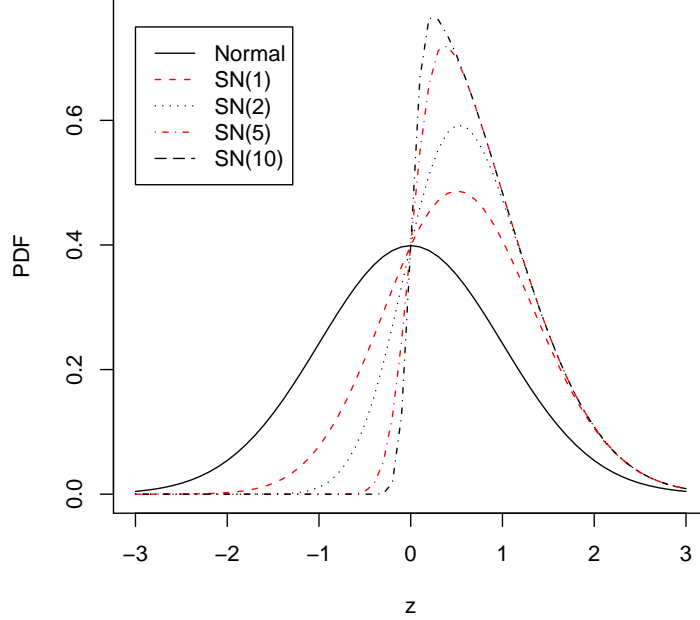 Normal
SN(1)
SN(2)
SN(5)
SN(10)
PDF
0.6
0.4
0.2
0.0
−3 −2 −1 0 1 2 3
z